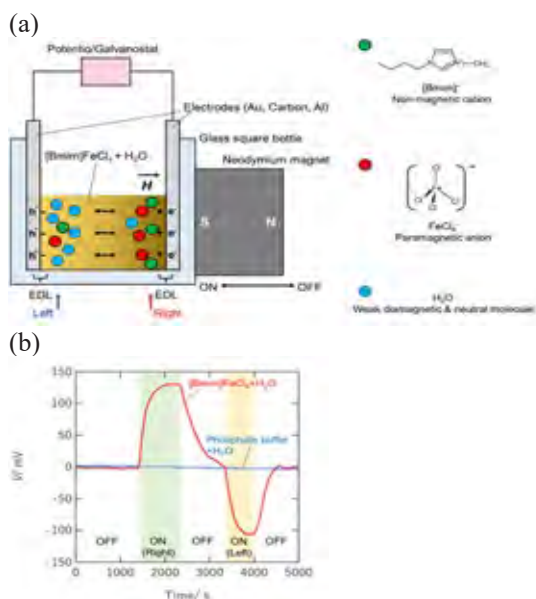 (a)
Potentio/Galvanostat
Electrodes (Au, Carbon, Al)
Glass square bottle
[Bmim]FeCl₄ + H₂O
Neodymium magnet
H
S N
h e
h e
h e
EDL EDL
ON OFF
Left Right
CH₃
Non-magnetic cation
FeCl₄
Paramagnetic anion
H₂O
Weak diamagnetic & neutral molecule
(b)
150
100
50
0
-50
-100
-150
V/ mV
[Bmim]FeCl₄+H₂O
Phosphate buffer
+H₂O
OFF ON OFF ON OFF
(Right) (Left)
0 1000 2000 3000 4000 5000
Time/ s